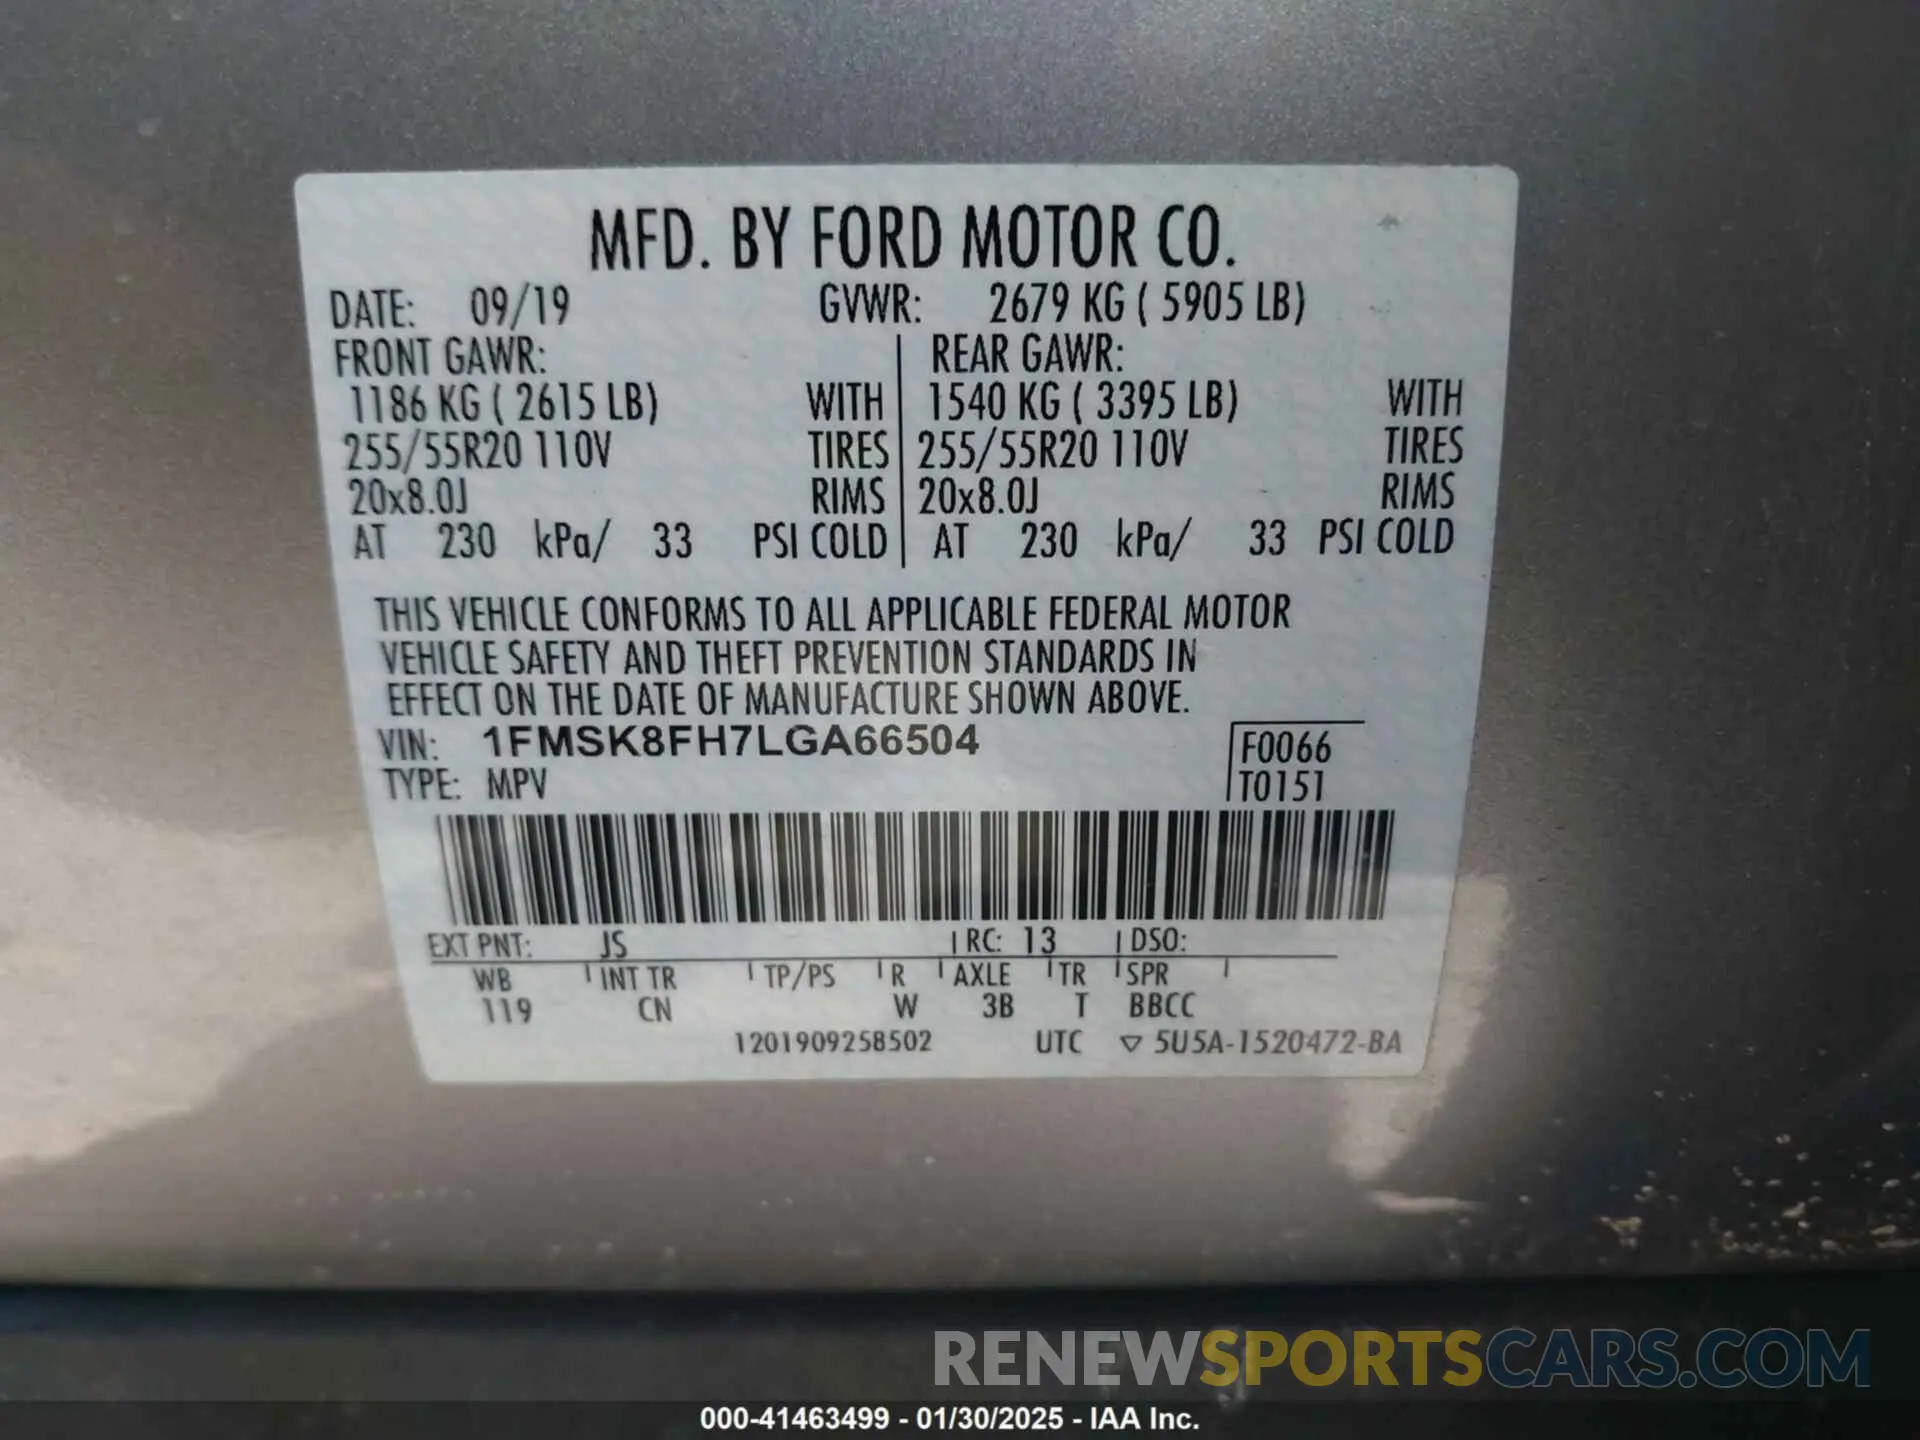 MFD. BY FORD MOTOR CO.
DATE: 09/19 GVWR: 2679 KG ( 5905 LB)
FRONT GAWR: REAR GAWR:
1186 KG ( 2615 LB) WITH 1540 KG ( 3395 LB) WITH
255/55R20 110V TIRES 255/55R20 110V TIRES
20x8.0J RIMS 20x8.0J RIMS
AT 230 kPa/ 33 PSI COLD AT 230 kPa/ 33 PSI COLD
THIS VEHICLE CONFORMS TO ALL APPLICABLE FEDERAL MOTOR
VEHICLE SAFETY AND THEFT PREVENTION STANDARDS IN
EFFECT ON THE DATE OF MANUFACTURE SHOWN ABOVE.
VIN: 1FMSK8FH7LGA66504 F0066
TYPE: MPV T0151
EXT PNT: JS RC: 13 DSO:
WB INT TR TP/PS R AXLE TR SPR
119 CN W 3B T BBCC
1201909258502 UTC ▽ 5U5A-1520472-BA
RENEWSPORTSCARS.COM
000-41463499 - 01/30/2025 - IAA Inc.